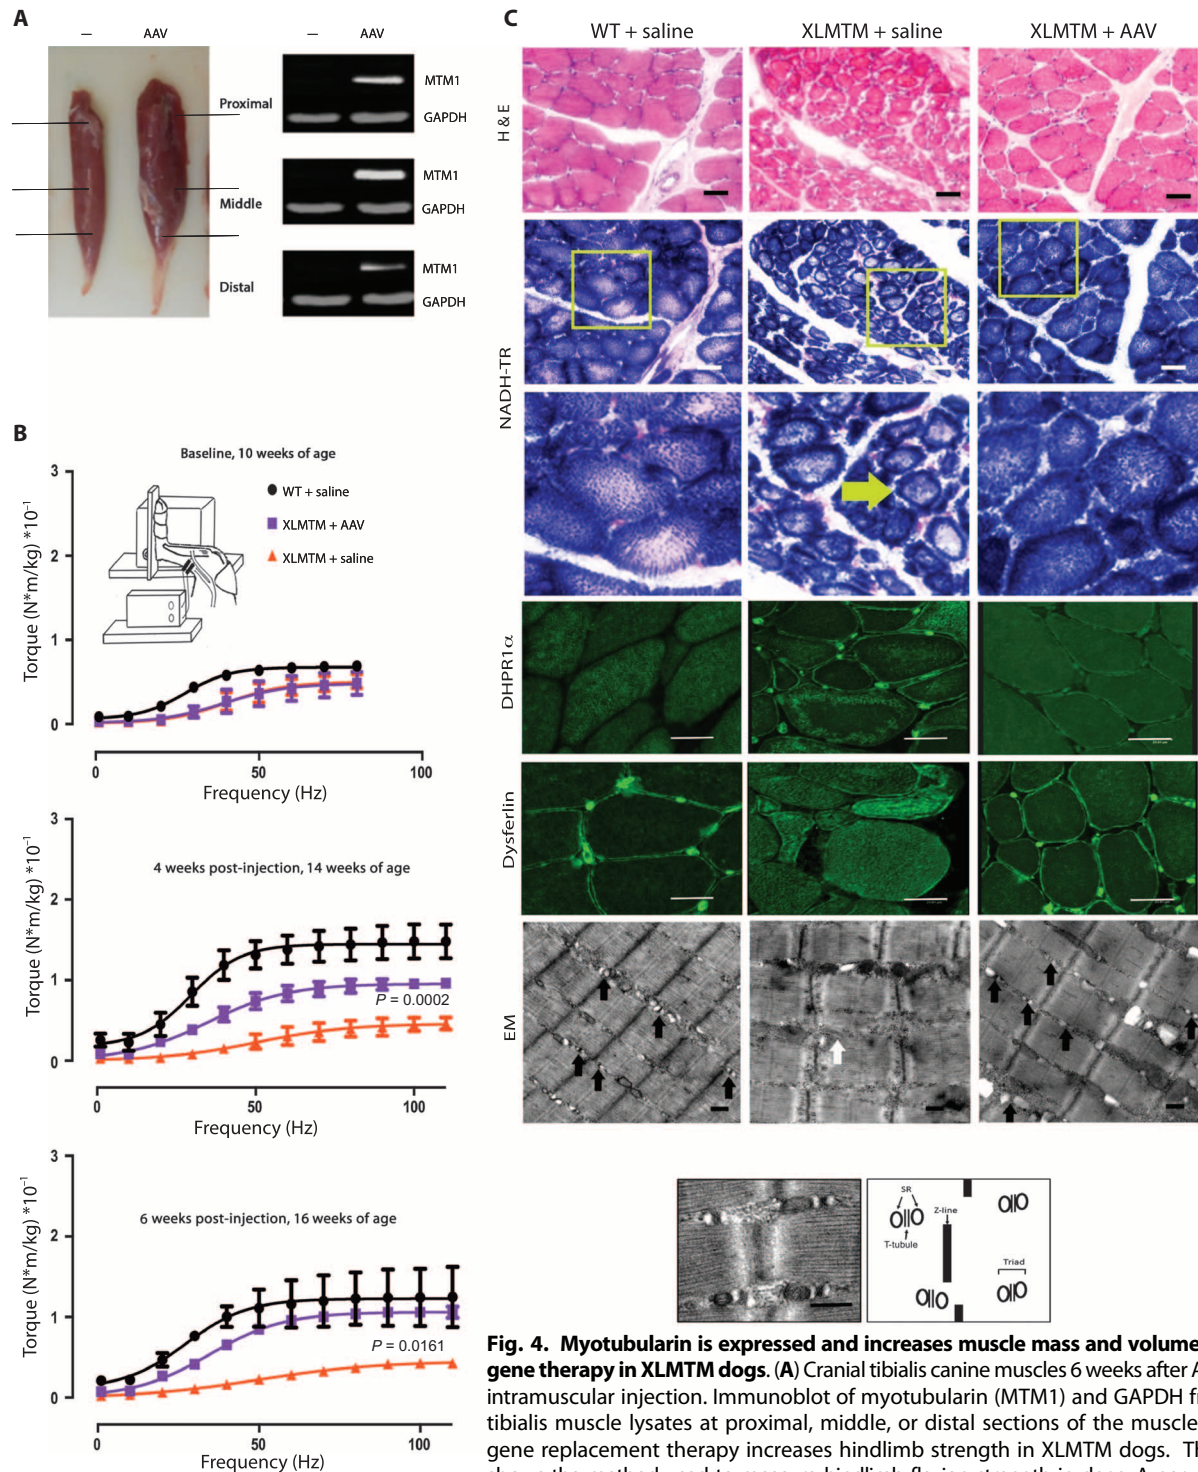 A
— AAV
— AAV
Proximal
MTM1
GAPDH
Middle
MTM1
GAPDH
Distal
MTM1
GAPDH
B
Baseline, 10 weeks of age
WT + saline
XLMTM + AAV
XLMTM + saline
Torque (N*m/kg) *10⁻¹
3
2
1
0
0 50 100
Frequency (Hz)
4 weeks post-injection, 14 weeks of age
Torque (N*m/kg) *10⁻¹
3
2
1
0
P = 0.0002
0 50 100
Frequency (Hz)
6 weeks post-injection, 16 weeks of age
Torque (N*m/kg) *10⁻¹
3
2
1
0
P = 0.0161
0 50 100
Frequency (Hz)
C
WT + saline XLMTM + saline XLMTM + AAV
H & E
NADH-TR
DHPR1α
Dysferlin
EM
SR
Z-line
T-tubule
Triad
Fig. 4. Myotubularin is expressed and increases muscle mass and volume
gene therapy in XLMTM dogs. (A) Cranial tibialis canine muscles 6 weeks after A
intramuscular injection. Immunoblot of myotubularin (MTM1) and GAPDH f
tibialis muscle lysates at proximal, middle, or distal sections of the muscle
gene replacement therapy increases hindlimb strength in XLMTM dogs. T